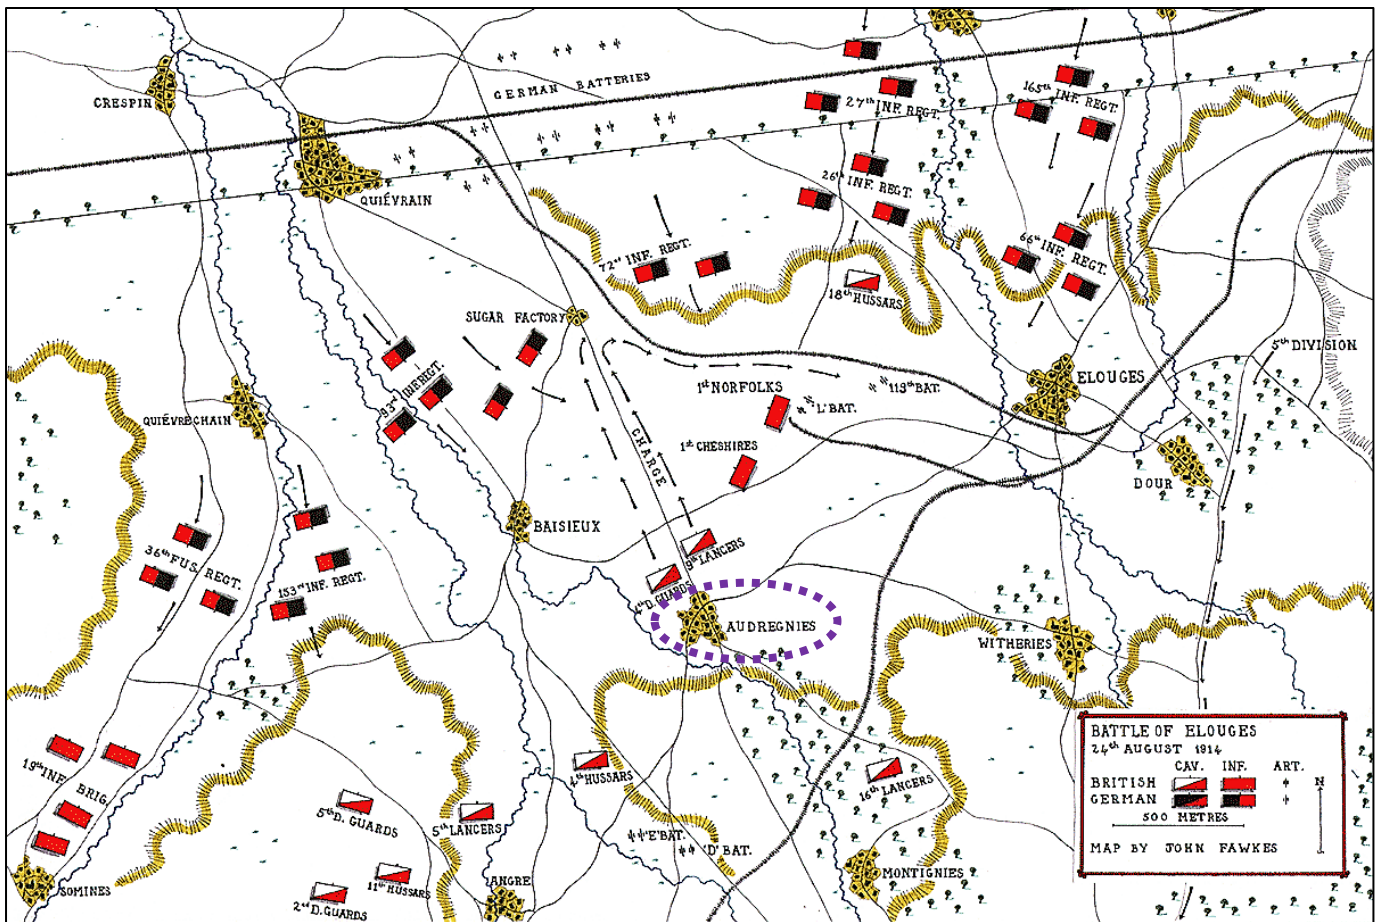 GERMAN BATTERIES
CRESPIN
QUIÉVRAIN
27th INF. REGT.
165th INF. REGT.
26th INF. REGT.
66th INF. REGT.
72nd INF. REGT.
18th HUSSARS
SUGAR FACTORY
5th DIVISION
ELOUGES
1st NORFOLKS
119th BAT.
'L' BAT.
93rd INF. REGT.
QUIÉVRECHAIN
CHARGE
1st CHESHIRES
DOUR
BAISIEUX
9th LANCERS
36th FUS. REGT.
153rd INF. REGT.
4th D. GUARDS
AUDREGNIES
WITHERIES
19th INF.
BRIG.
4th HUSSARS
16th LANCERS
5th D. GUARDS
5th LANCERS
'E' BAT.
'D' BAT.
SOMINES
11th HUSSARS
2nd D. GUARDS
ANGRE
MONTIGNIES
BATTLE OF ELOUGES
24th AUGUST 1914
CAV. INF. ART.
BRITISH
GERMAN
N
500 METRES
MAP BY JOHN FAWKES